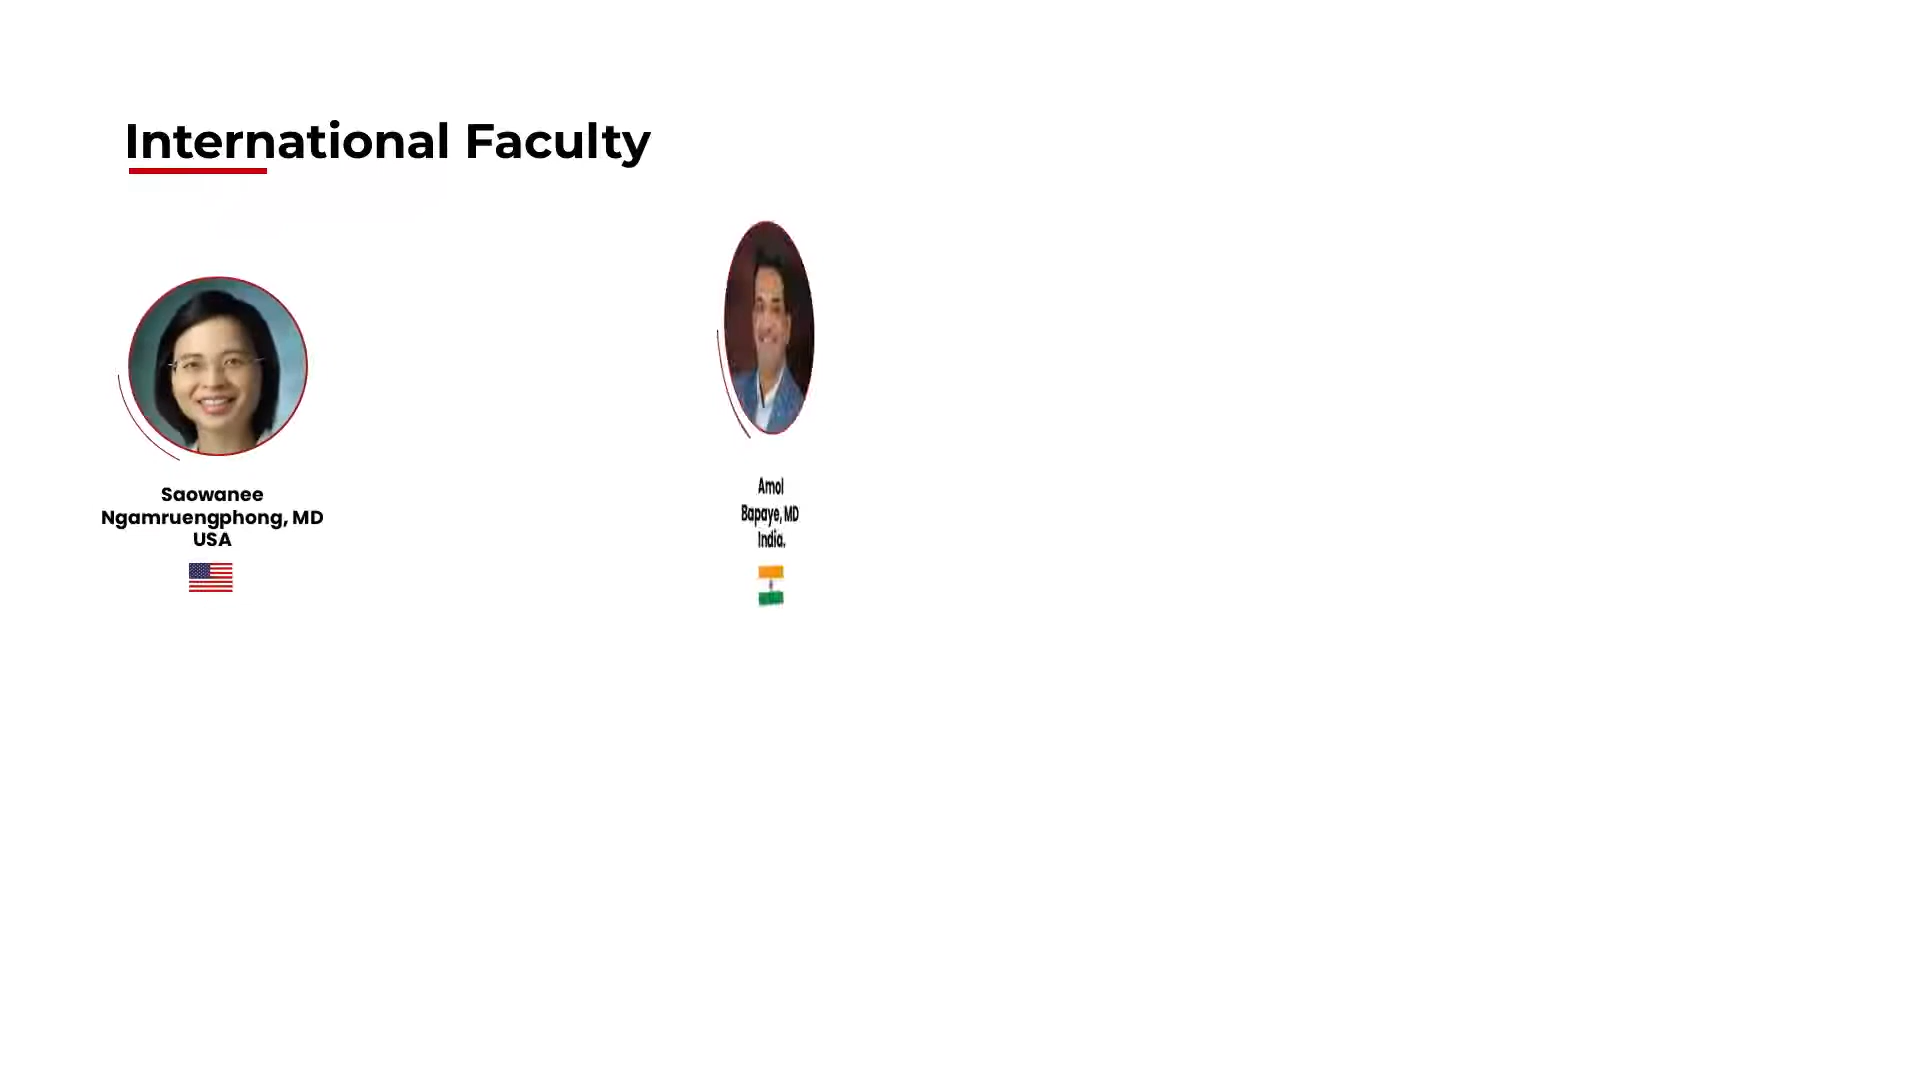 International Faculty
Saowanee
Ngamruengphong, MD
USA
Amol
Bapaye, MD
India.